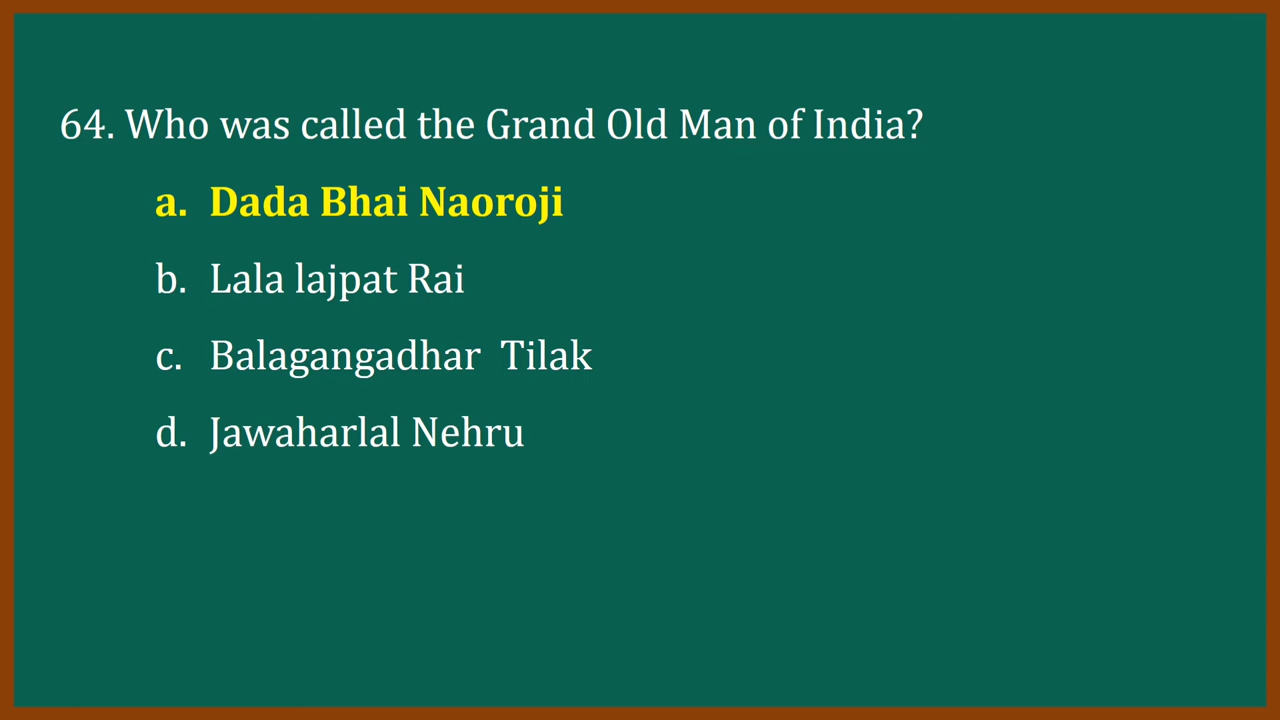 64. Who was called the Grand Old Man of India?
a. Dada Bhai Naoroji
b. Lala lajpat Rai
c. Balagangadhar Tilak
d. Jawaharlal Nehru